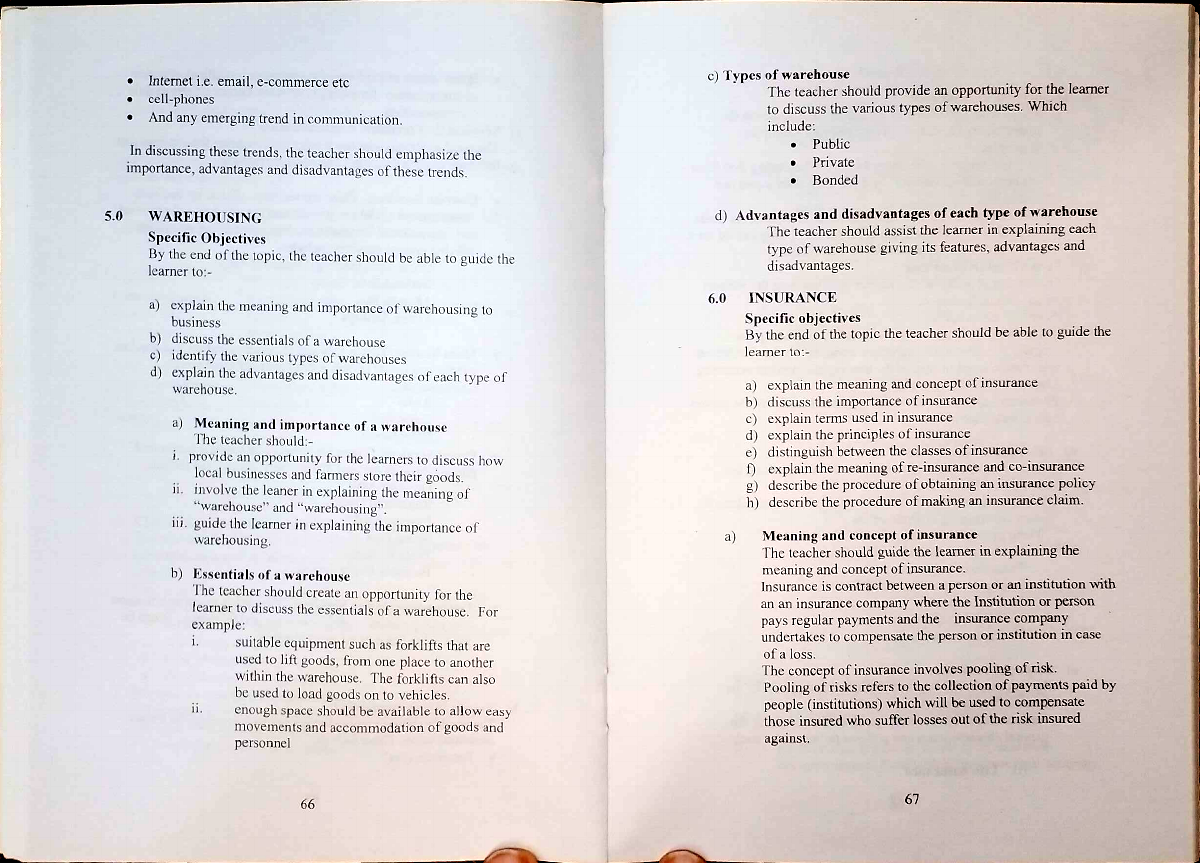 • Internet i.e. email, e-commerce etc
• cell-phones
• And any emerging trend in communication.
In discussing these trends, the teacher should emphasize the
importance, advantages and disadvantages of these trends.
5.0 WAREHOUSING
Specific Objectives
By the end of the topic, the teacher should be able to guide the
learner to:-
a) explain the meaning and importance of warehousing to
business
b) discuss the essentials of a warehouse
c) identify the various types of warehouses
d) explain the advantages and disadvantages of each type of
warehouse.
a) Meaning and importance of a warehouse
The teacher should:-
i. provide an opportunity for the learners to discuss how
local businesses and farmers store their goods.
ii. involve the leaner in explaining the meaning of
“warehouse” and “warehousing”.
iii. guide the learner in explaining the importance of
warehousing.
b) Essentials of a warehouse
The teacher should create an opportunity for the
learner to discuss the essentials of a warehouse. For
example:
i. suitable equipment such as forklifts that are
used to lift goods, from one place to another
within the warehouse. The forklifts can also
be used to load goods on to vehicles.
ii. enough space should be available to allow easy
movements and accommodation of goods and
personnel
66
c) Types of warehouse
The teacher should provide an opportunity for the learner
to discuss the various types of warehouses. Which
include:
• Public
• Private
• Bonded
d) Advantages and disadvantages of each type of warehouse
The teacher should assist the learner in explaining each
type of warehouse giving its features, advantages and
disadvantages.
6.0 INSURANCE
Specific objectives
By the end of the topic the teacher should be able to guide the
learner to:-
a) explain the meaning and concept of insurance
b) discuss the importance of insurance
c) explain terms used in insurance
d) explain the principles of insurance
e) distinguish between the classes of insurance
f) explain the meaning of re-insurance and co-insurance
g) describe the procedure of obtaining an insurance policy
h) describe the procedure of making an insurance claim.
a) Meaning and concept of insurance
The teacher should guide the learner in explaining the
meaning and concept of insurance.
Insurance is contract between a person or an institution with
an an insurance company where the Institution or person
pays regular payments and the insurance company
undertakes to compensate the person or institution in case
of a loss.
The concept of insurance involves pooling of risk.
Pooling of risks refers to the collection of payments paid by
people (institutions) which will be used to compensate
those insured who suffer losses out of the risk insured
against.
67